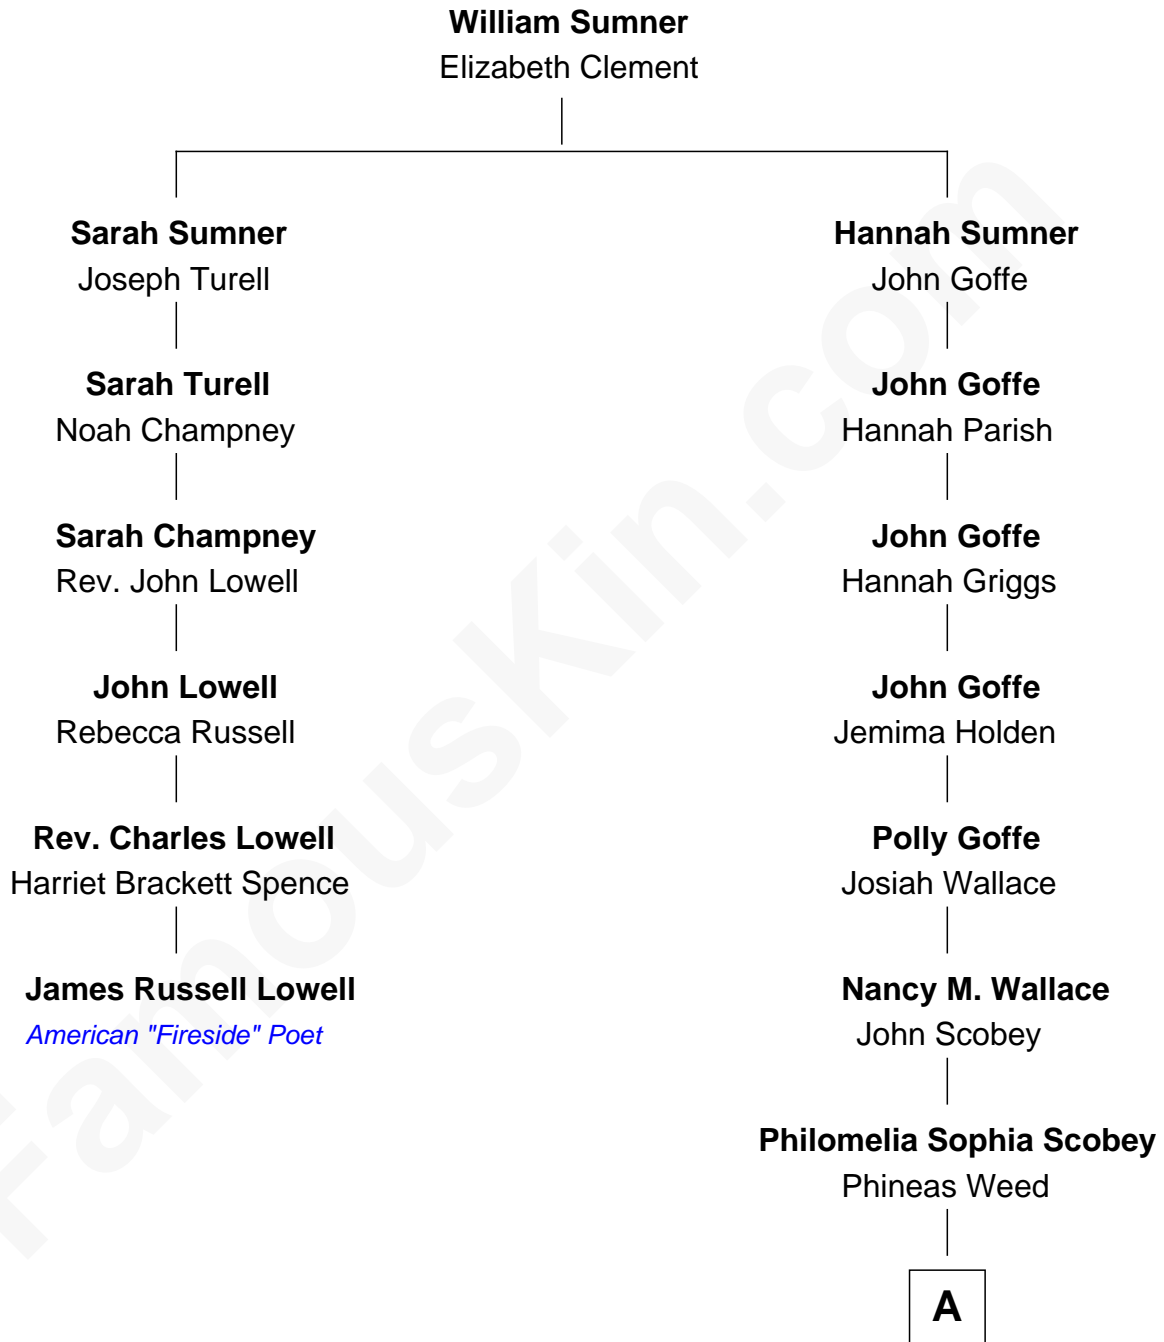 William Sumner
Elizabeth Clement
Sarah Sumner
Joseph Turell
Hannah Sumner
John Goffe
Sarah Turell
Noah Champney
John Goffe
Hannah Parish
Sarah Champney
Rev. John Lowell
John Goffe
Hannah Griggs
John Lowell
Rebecca Russell
John Goffe
Jemima Holden
Rev. Charles Lowell
Harriet Brackett Spence
Polly Goffe
Josiah Wallace
James Russell Lowell
American "Fireside" Poet
Nancy M. Wallace
John Scobey
Philomelia Sophia Scobey
Phineas Weed
A
FamousKin.com